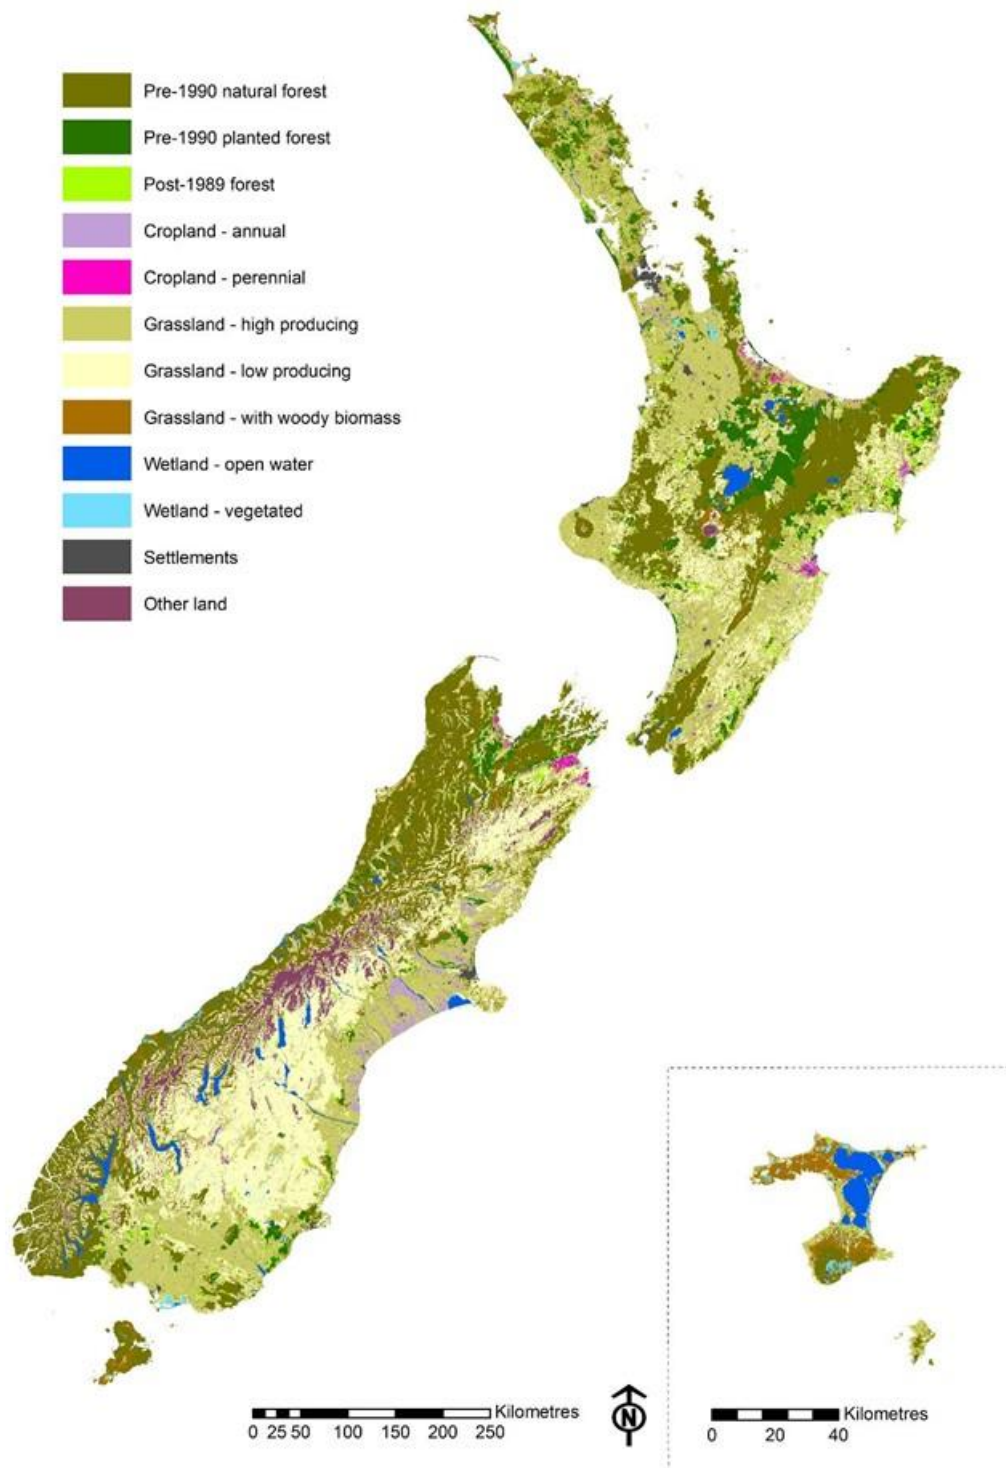 Pre-1990 natural forest
Pre-1990 planted forest
Post-1989 forest
Cropland - annual
Cropland - perennial
Grassland - high producing
Grassland - low producing
Grassland - with woody biomass
Wetland - open water
Wetland - vegetated
Settlements
Other land
Kilometres
0 25 50 100 150 200 250
N
Kilometres
0 20 40